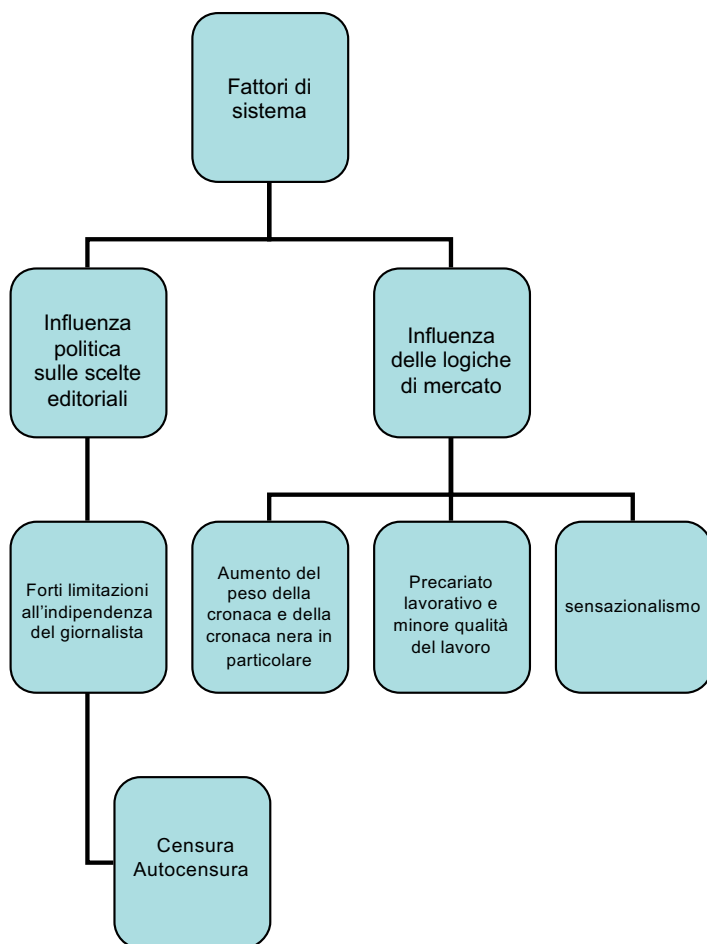 Fattori di
sistema
Influenza
politica
sulle scelte
editoriali
Influenza
delle logiche
di mercato
Forti limitazioni
all’indipendenza
del giornalista
Aumento del
peso della
cronaca e della
cronaca nera in
particolare
Precariato
lavorativo e
minore qualità
del lavoro
sensazionalismo
Censura
Autocensura